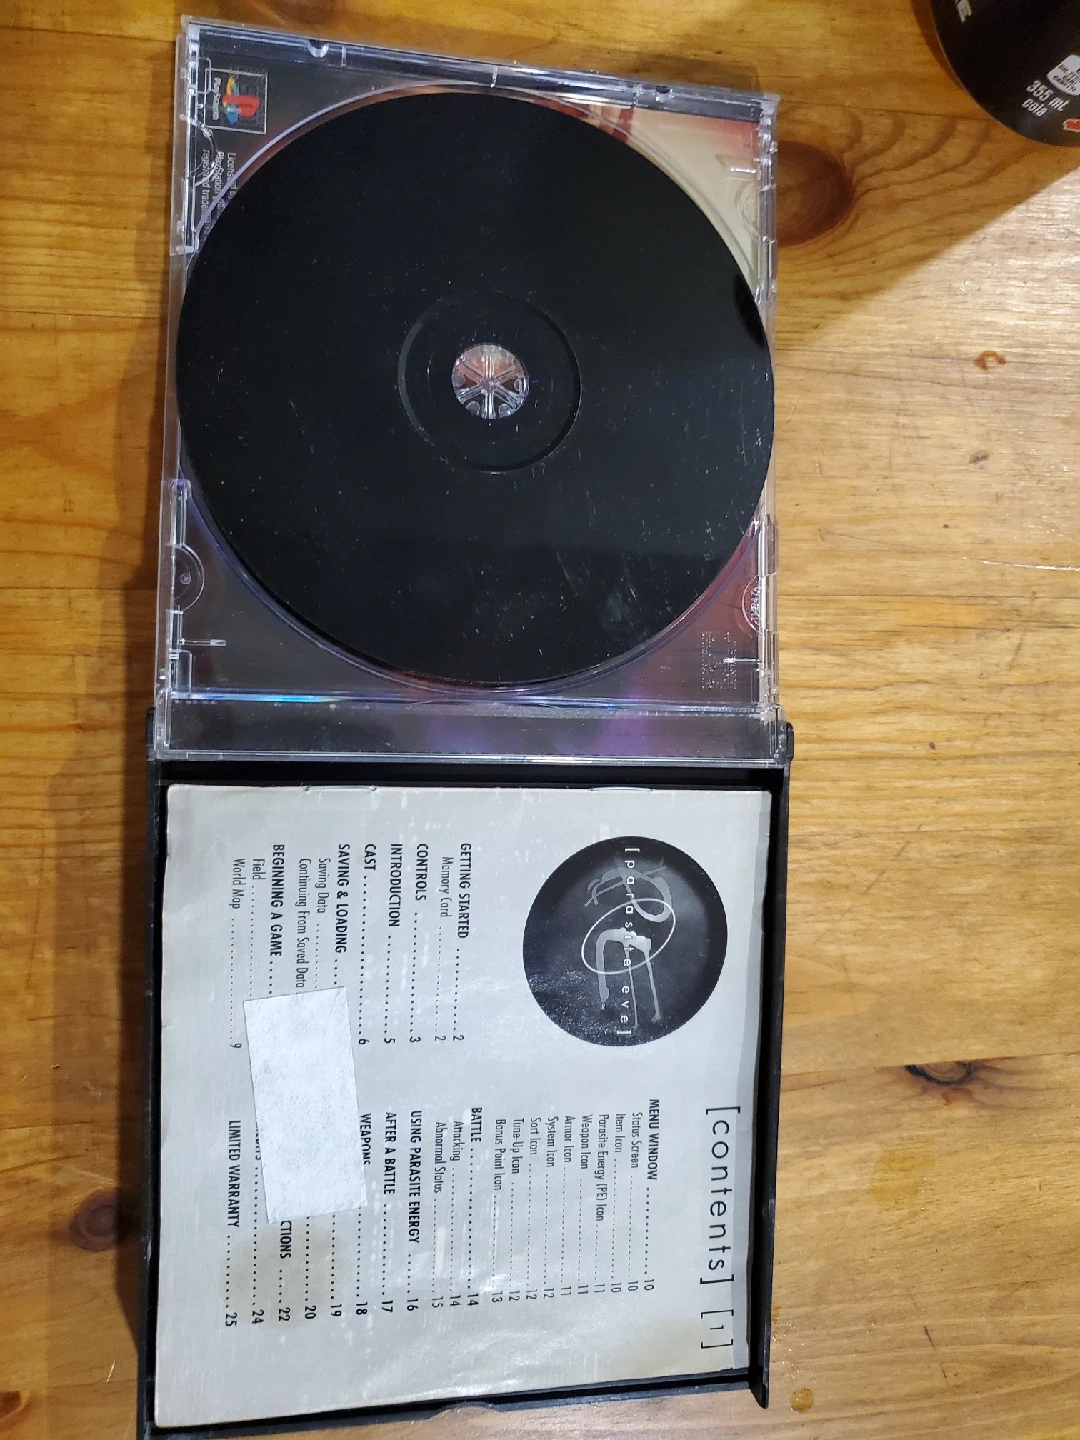 [contents] [1]
[parasite eve]
GETTING STARTED ............ 2
Memory Card .................. 2
CONTROLS ................... 3
INTRODUCTION .............. 5
CAST ........................ 6
SAVING & LOADING
Saving Data
Continuing From Saved Data
BEGINNING A GAME
Field
World Map .................. 9
MENU WINDOW .............. 10
Status Screen ................ 10
Item Icon .................... 10
Parasite Energy (PE) Icon ..... 11
Weapon Icon ................. 11
Armor Icon ................... 11
System Icon .................. 12
Sort Icon ..................... 12
Tune-Up Icon ................. 12
Bonus Point Icon .............. 13
BATTLE ...................... 14
Attacking .................... 14
Abnormal Status .............. 15
USING PARASITE ENERGY ...... 16
AFTER A BATTLE .............. 17
WEAPONS .................... 18
19
20
CTIONS ...... 22
24
LIMITED WARRANTY ........... 25
PlayStation
Licensed
PlayStation
registered
355 ml